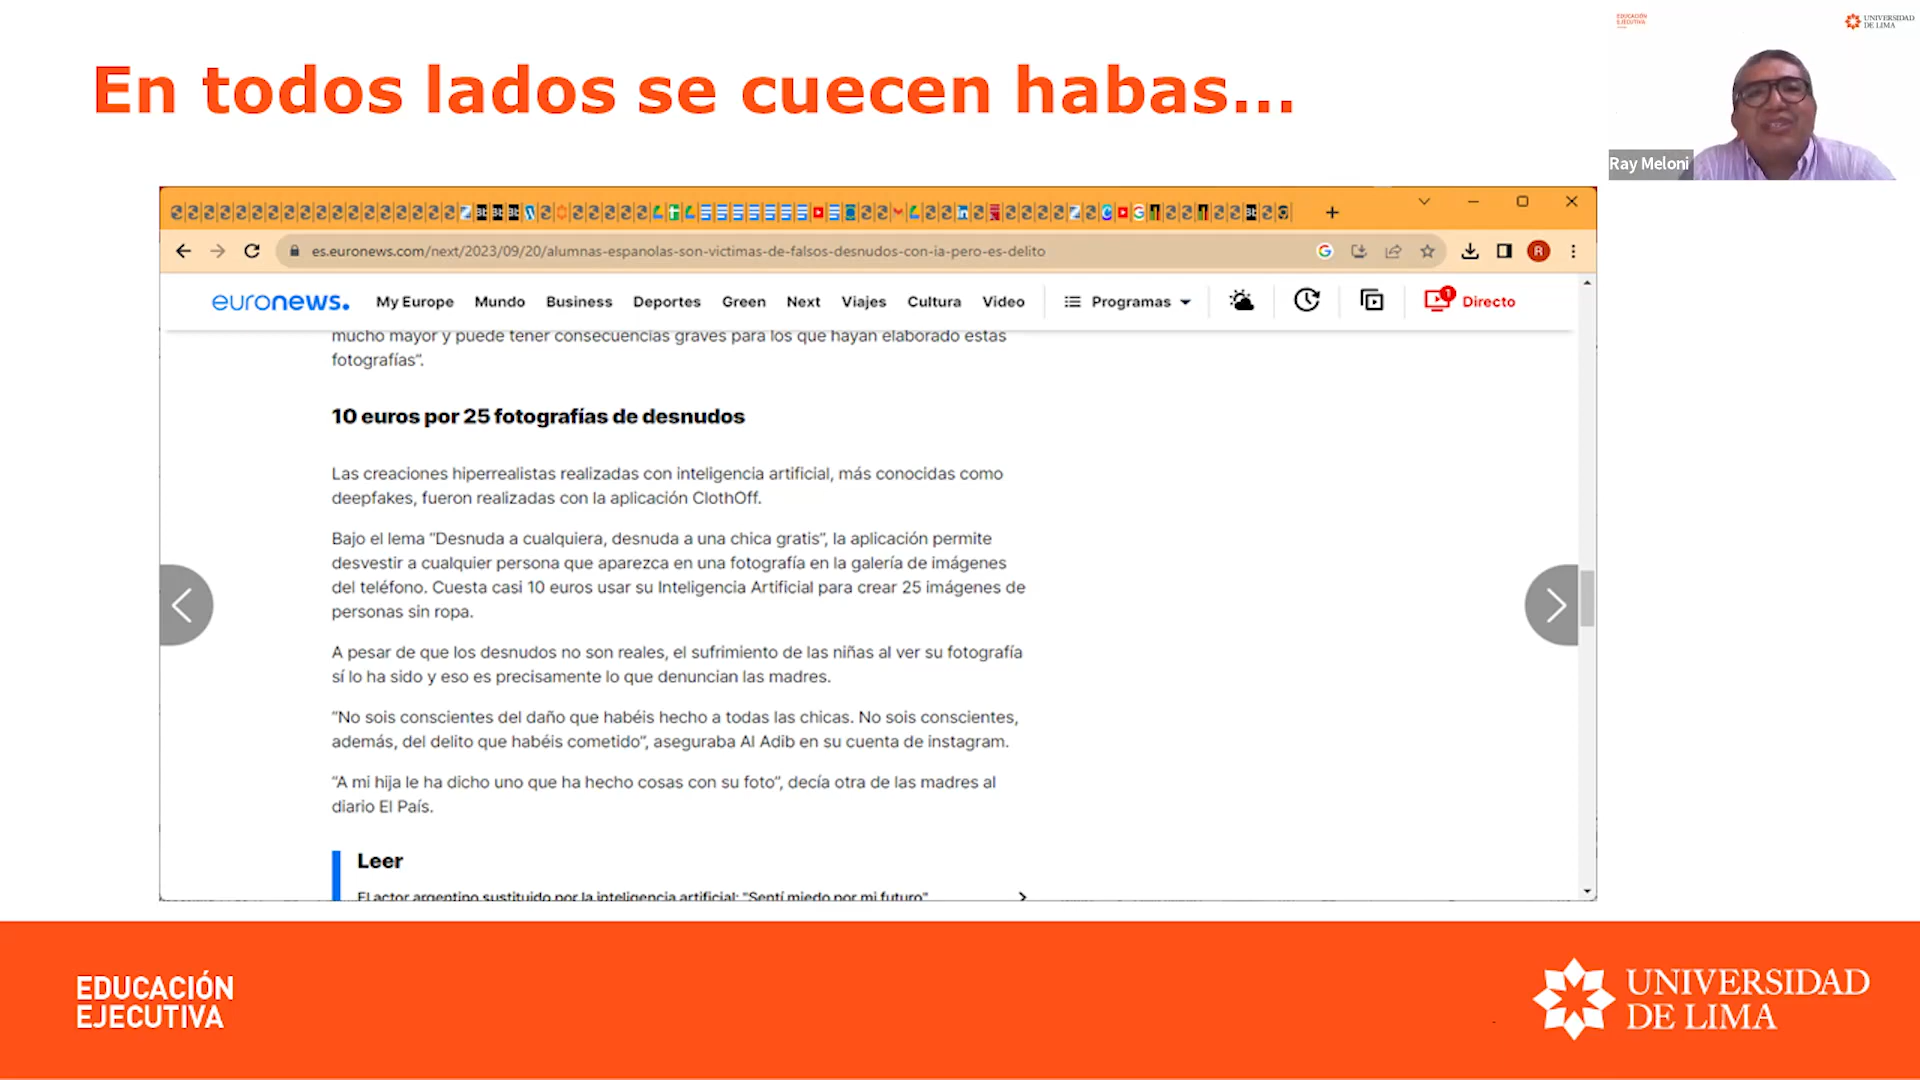 En todos lados se cuecen habas...
EDUCACIÓN
EJECUTIVA
UNIVERSIDAD
DE LIMA
Ray Meloni
es.euronews.com/next/2023/09/20/alumnas-espanolas-son-victimas-de-falsos-desnudos-con-ia-pero-es-delito
euronews.
My Europe Mundo Business Deportes Green Next Viajes Cultura Video Programas 1 Directo
mucho mayor y puede tener consecuencias graves para los que hayan elaborado estas
fotografías”.
10 euros por 25 fotografías de desnudos
Las creaciones hiperrealistas realizadas con inteligencia artificial, más conocidas como
deepfakes, fueron realizadas con la aplicación ClothOff.
Bajo el lema “Desnuda a cualquiera, desnuda a una chica gratis”, la aplicación permite
desvestir a cualquier persona que aparezca en una fotografía en la galería de imágenes
del teléfono. Cuesta casi 10 euros usar su Inteligencia Artificial para crear 25 imágenes de
personas sin ropa.
A pesar de que los desnudos no son reales, el sufrimiento de las niñas al ver su fotografía
sí lo ha sido y eso es precisamente lo que denuncian las madres.
“No sois conscientes del daño que habéis hecho a todas las chicas. No sois conscientes,
además, del delito que habéis cometido”, aseguraba Al Adib en su cuenta de instagram.
“A mi hija le ha dicho uno que ha hecho cosas con su foto”, decía otra de las madres al
diario El País.
Leer
El actor argentino sustituido por la inteligencia artificial: "Sentí miedo por mi futuro"
EDUCACIÓN
EJECUTIVA
UNIVERSIDAD
DE LIMA